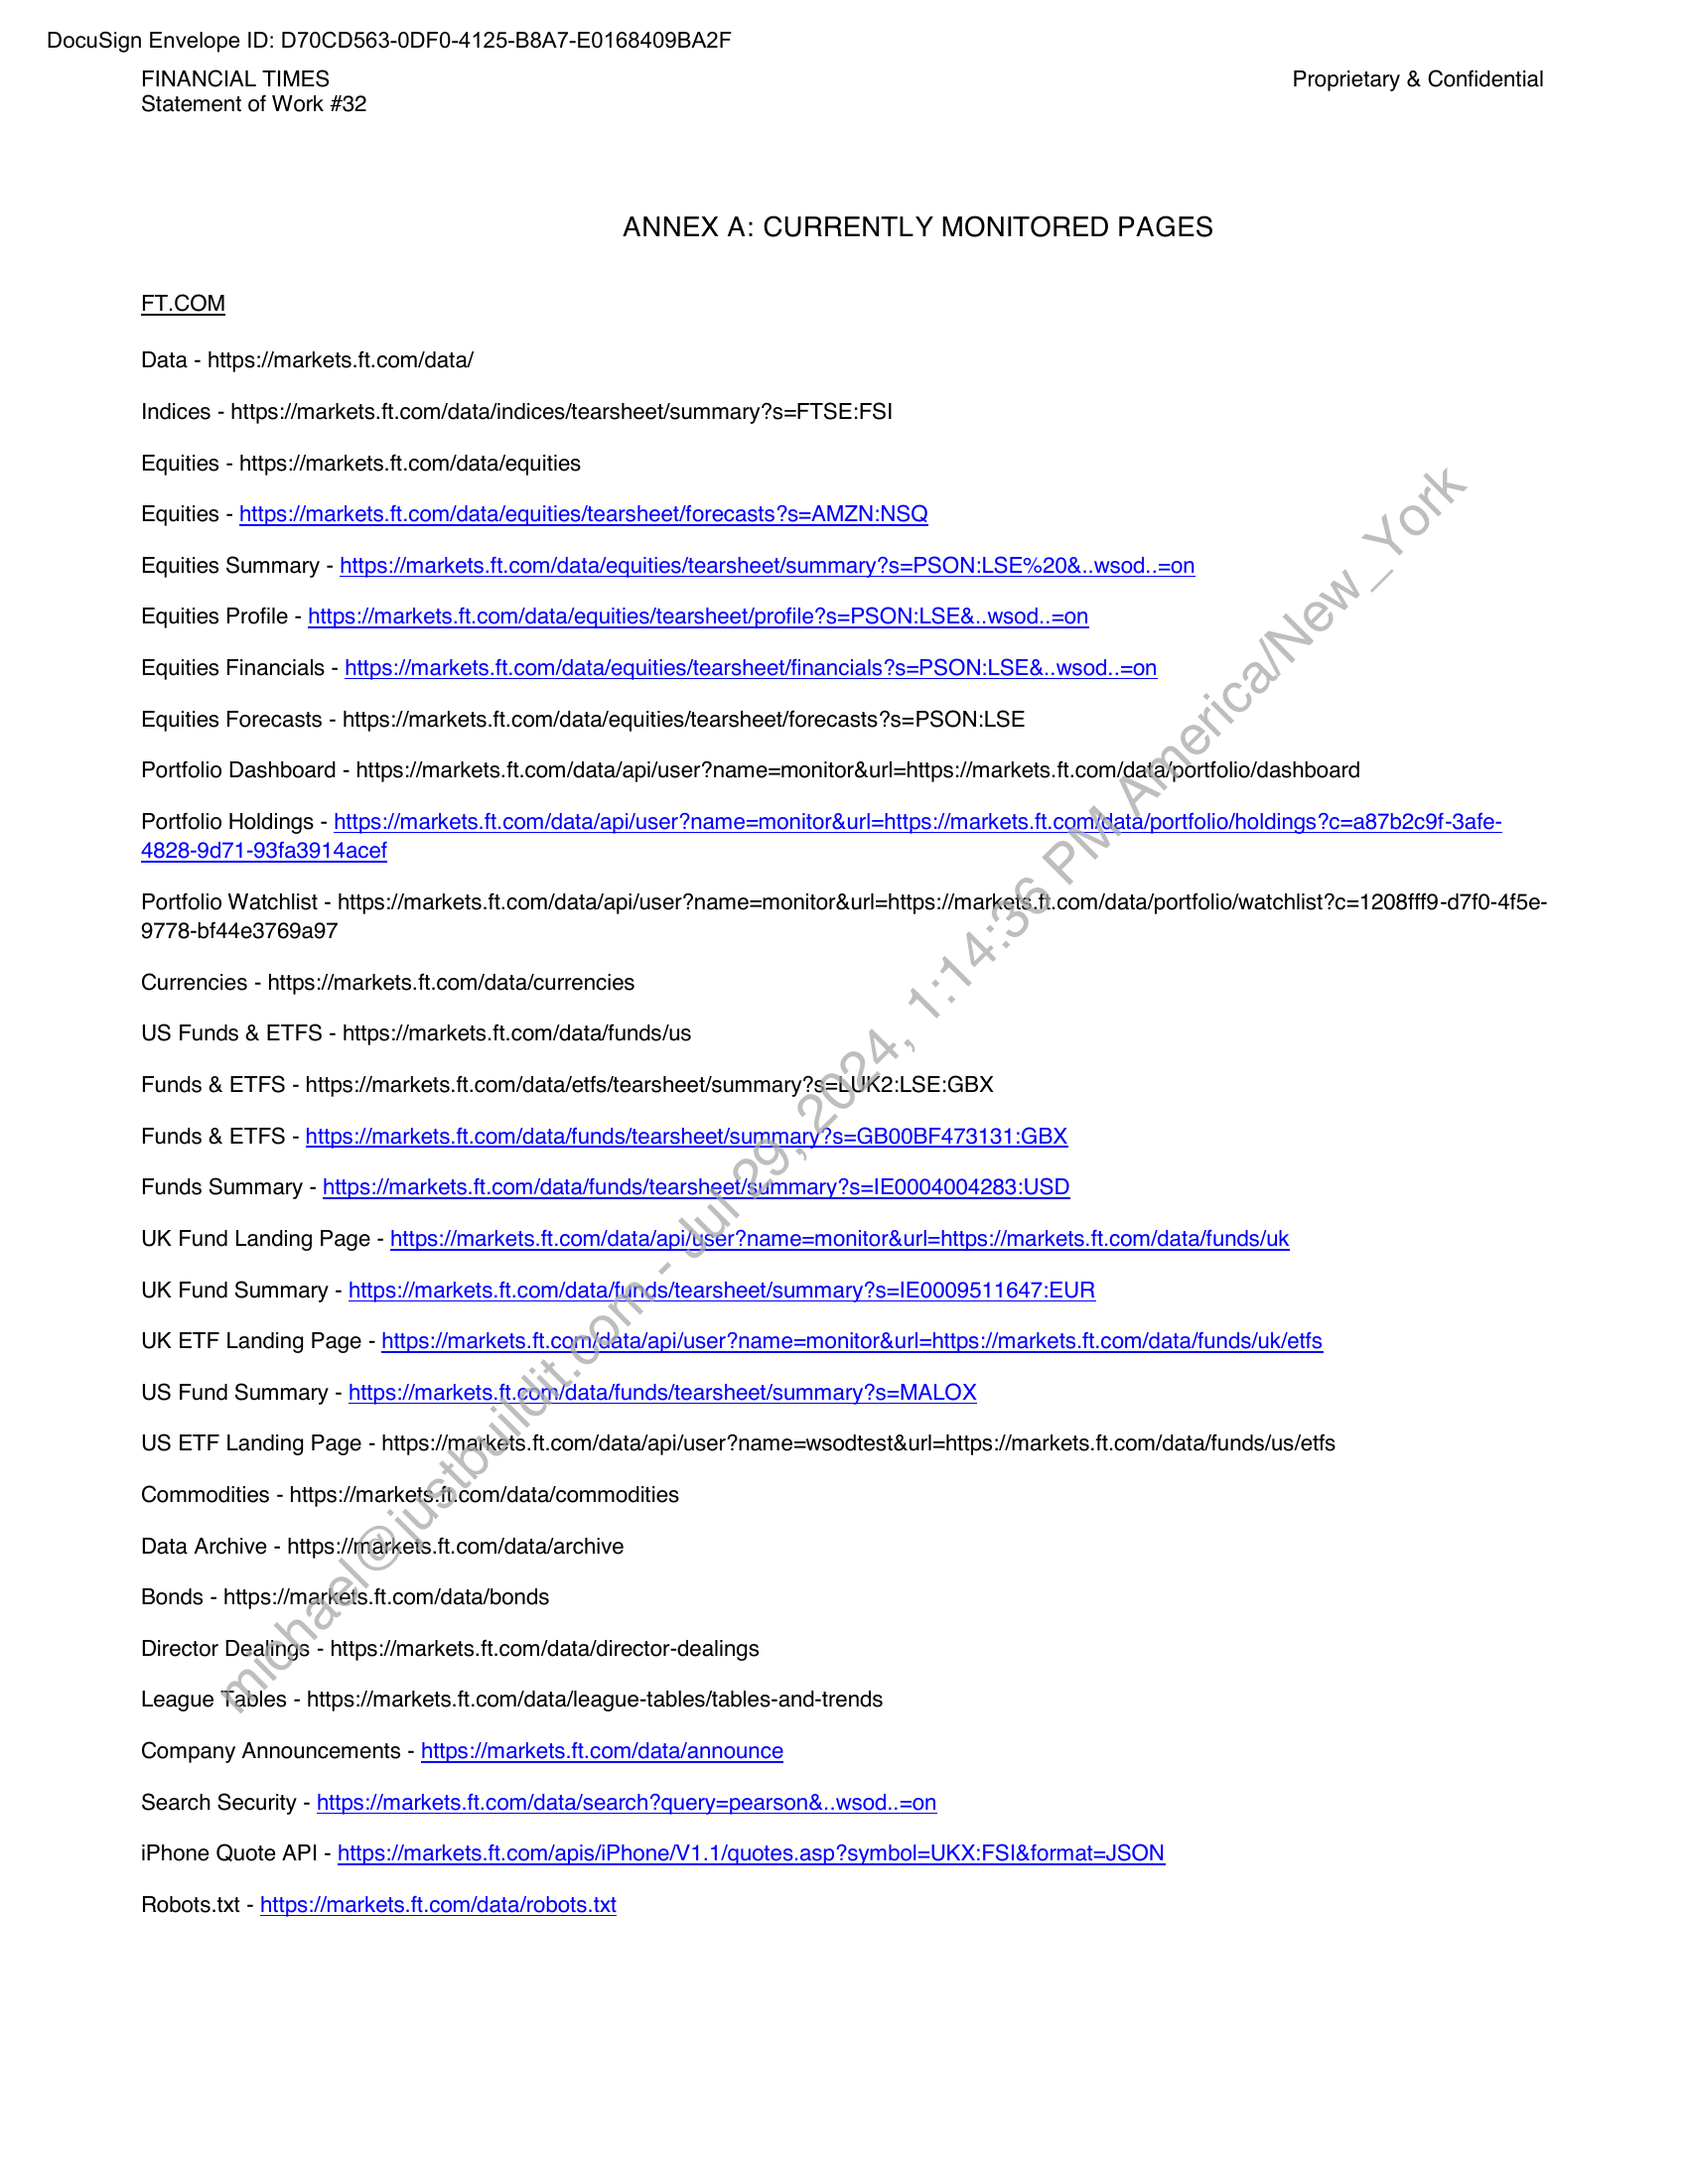 DocuSign Envelope ID: D70CD563-0DF0-4125-B8A7-E0168409BA2F
FINANCIAL TIMES
Proprietary & Confidential
Statement of Work #32
ANNEX A: CURRENTLY MONITORED PAGES
FT.COM
Data - https://markets.ft.com/data/
Indices - https://markets.ft.com/data/indices/tearsheet/summary?s=FTSE:FSI
Equities - https://markets.ft.com/data/equities
Equities - https://markets.ft.com/data/equities/tearsheet/forecasts?s=AMZN:NSQ
Equities Summary - https://markets.ft.com/data/equities/tearsheet/summary?s=PSON:LSE%20&..wsod..=on
Equities Profile - https://markets.ft.com/data/equities/tearsheet/profile?s=PSON:LSE&..wsod..=on
Equities Financials - https://markets.ft.com/data/equities/tearsheet/financials?s=PSON:LSE&..wsod..=on
Equities Forecasts - https://markets.ft.com/data/equities/tearsheet/forecasts?s=PSON:LSE
Portfolio Dashboard - https://markets.ft.com/data/api/user?name=monitor&url=https://markets.ft.com/data/portfolio/dashboard
Portfolio Holdings - https://markets.ft.com/data/api/user?name=monitor&url=https://markets.ft.com/data/portfolio/holdings?c=a87b2c9f-3afe-
4828-9d71-93fa3914acef
Portfolio Watchlist - https://markets.ft.com/data/api/user?name=monitor&url=https://markets.ft.com/data/portfolio/watchlist?c=1208fff9-d7f0-4f5e-
9778-bf44e3769a97
Currencies - https://markets.ft.com/data/currencies
US Funds & ETFS - https://markets.ft.com/data/funds/us
Funds & ETFS - https://markets.ft.com/data/etfs/tearsheet/summary?s=LUK2:LSE:GBX
Funds & ETFS - https://markets.ft.com/data/funds/tearsheet/summary?s=GB00BF473131:GBX
Funds Summary - https://markets.ft.com/data/funds/tearsheet/summary?s=IE0004004283:USD
UK Fund Landing Page - https://markets.ft.com/data/api/user?name=monitor&url=https://markets.ft.com/data/funds/uk
UK Fund Summary - https://markets.ft.com/data/funds/tearsheet/summary?s=IE0009511647:EUR
UK ETF Landing Page - https://markets.ft.com/data/api/user?name=monitor&url=https://markets.ft.com/data/funds/uk/etfs
US Fund Summary - https://markets.ft.com/data/funds/tearsheet/summary?s=MALOX
US ETF Landing Page - https://markets.ft.com/data/api/user?name=wsodtest&url=https://markets.ft.com/data/funds/us/etfs
Commodities - https://markets.ft.com/data/commodities
Data Archive - https://markets.ft.com/data/archive
Bonds - https://markets.ft.com/data/bonds
Director Dealings - https://markets.ft.com/data/director-dealings
League Tables - https://markets.ft.com/data/league-tables/tables-and-trends
Company Announcements - https://markets.ft.com/data/announce
Search Security - https://markets.ft.com/data/search?query=pearson&..wsod..=on
iPhone Quote API - https://markets.ft.com/apis/iPhone/V1.1/quotes.asp?symbol=UKX:FSI&format=JSON
Robots.txt - https://markets.ft.com/data/robots.txt
michael@justbuildit.com - Jul 29, 2024, 1:14:36 PM America/New_York